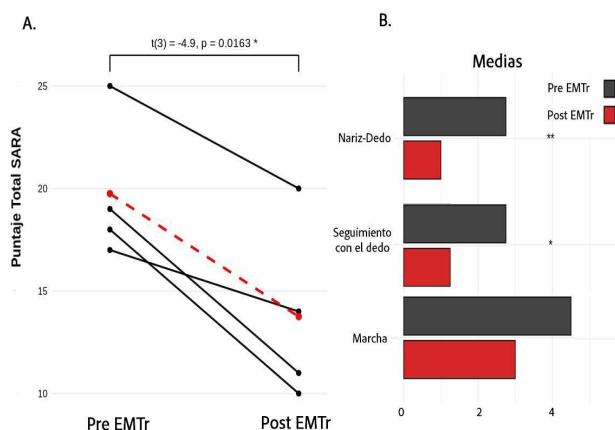 A.
t(3) = -4.9, p = 0.0163 *
25
20
15
10
Puntaje Total SARA
Pre EMTr
Post EMTr
B.
Medias
Pre EMTr
Post EMTr
Nariz-Dedo
**
Seguimiento
con el dedo
*
Marcha
0
2
4